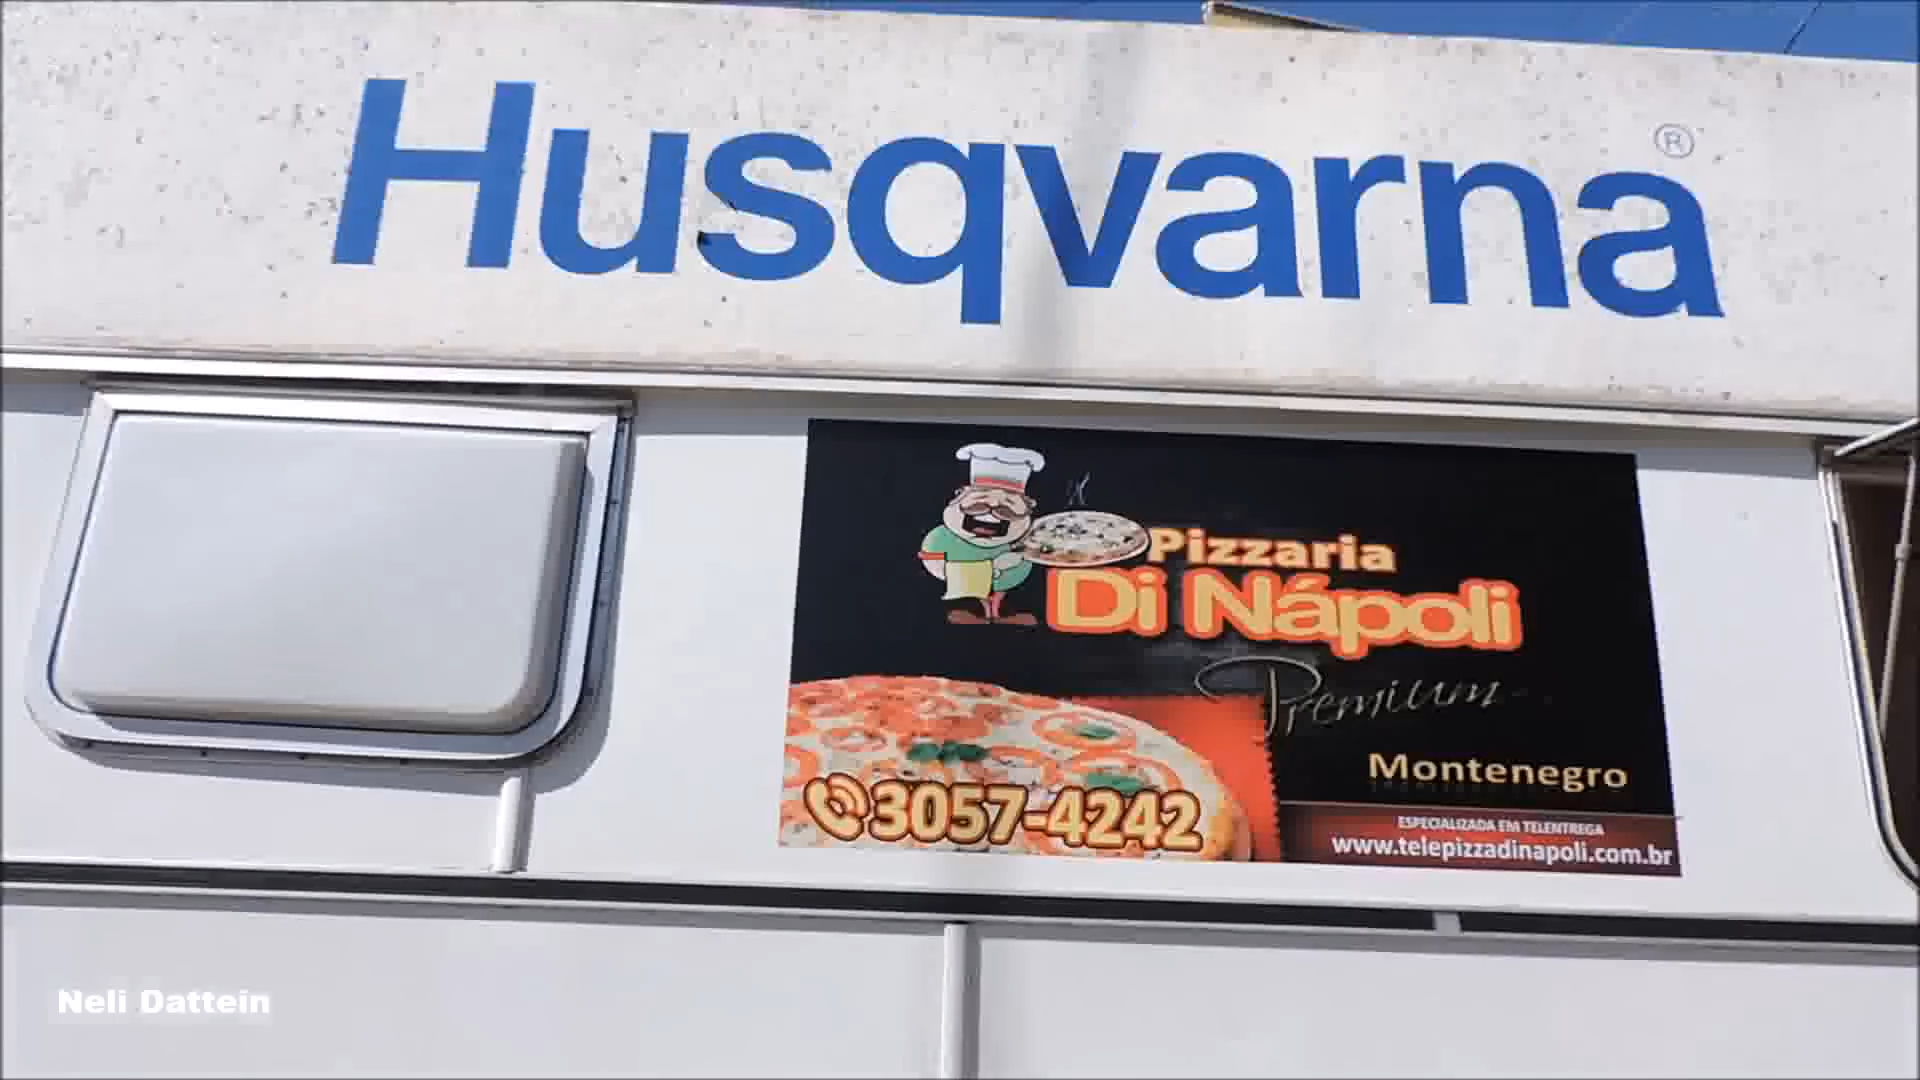 Husqvarna ®
Pizzaria
Di Nápoli
Premium
Montenegro
3057-4242
ESPECIALIZADA EM TELENTREGA
www.telepizzadinapoli.com.br
Neli Dattein